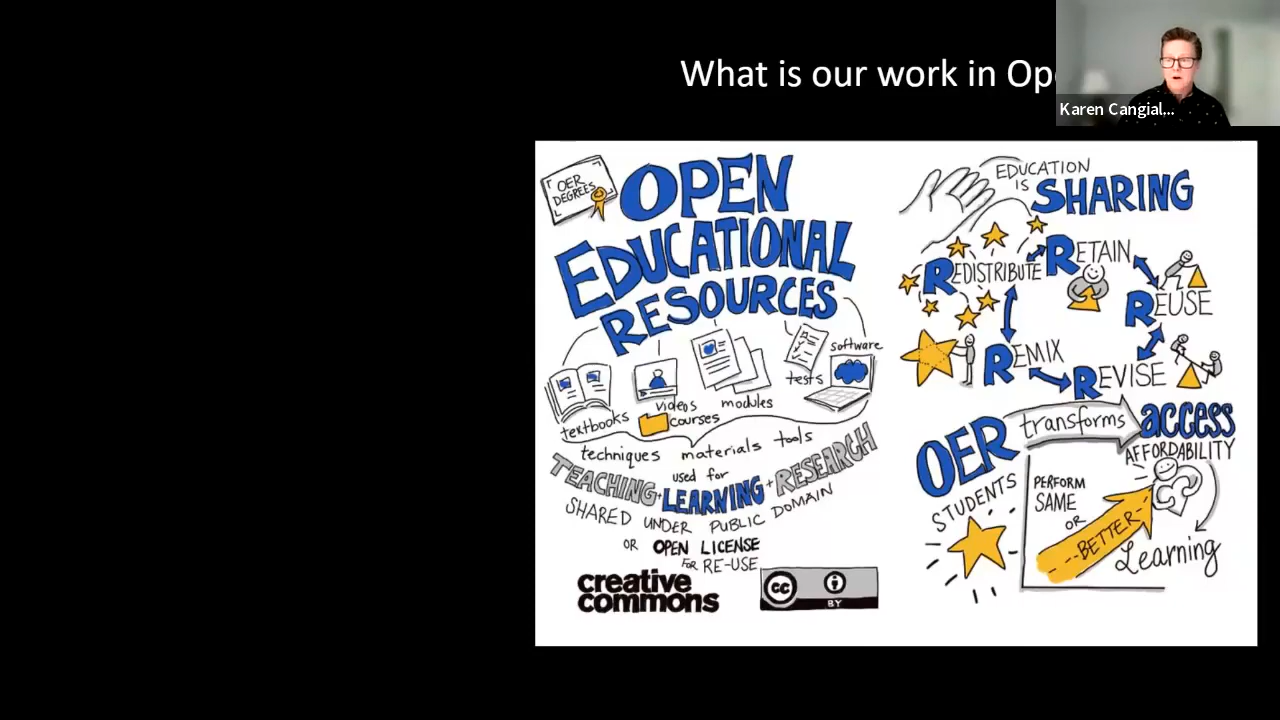 What is our work in Op
Karen Cangial...
OER
DEGREES
OPEN
EDUCATIONAL
RESOURCES
textbooks
videos
courses
modules
tests
software
techniques materials tools
used for
TEACHING + LEARNING + RESEARCH
SHARED UNDER PUBLIC DOMAIN
OR OPEN LICENSE
FOR RE-USE
creative
commons
cc
BY
EDUCATION
IS
SHARING
REDISTRIBUTE
RETAIN
REUSE
REVISE
REMIX
OER transforms access
AFFORDABILITY
STUDENTS
PERFORM
SAME
OR
BETTER
Learning